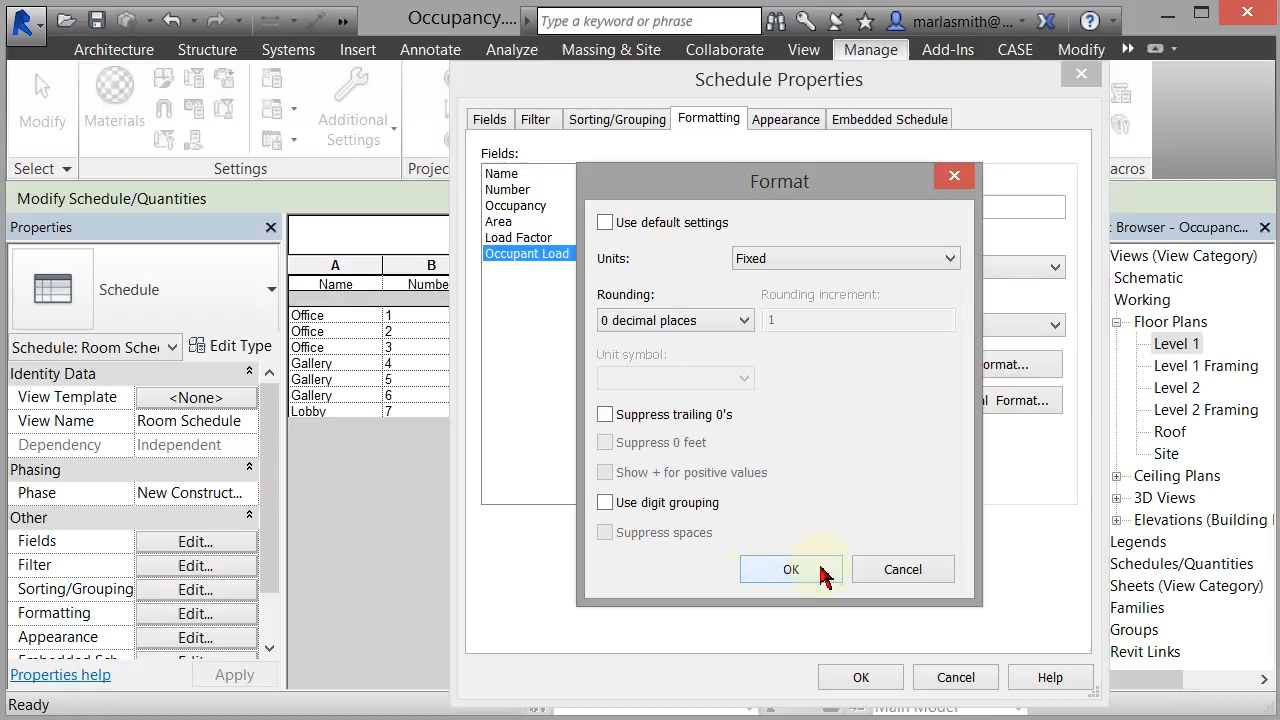 Occupancy....
Type a keyword or phrase
marlasmith@...
Architecture Structure Systems Insert Annotate Analyze Massing & Site Collaborate View Manage Add-Ins CASE Modify
Modify
Materials
Additional
Settings
Select
Settings
Projec
acros
Schedule Properties
Modify Schedule/Quantities
Fields Filter Sorting/Grouping Formatting Appearance Embedded Schedule
Fields:
Name
Number
Occupancy
Area
Load Factor
Occupant Load
ormat...
al Format...
Format
Use default settings
Units:
Fixed
Rounding:
Rounding increment:
0 decimal places
1
Unit symbol:
Suppress trailing 0's
Suppress 0 feet
Show + for positive values
Use digit grouping
Suppress spaces
OK
Cancel
OK
Cancel
Help
Properties
Schedule
Schedule: Room Sche
Edit Type
Identity Data
View Template
<None>
View Name
Room Schedule
Dependency
Independent
Phasing
Phase
New Construct...
Other
Fields
Edit...
Filter
Edit...
Sorting/Grouping
Edit...
Formatting
Edit...
Appearance
Edit...
Properties help
Apply
Ready
A B
Name Numbe
Office 1
Office 2
Office 3
Gallery 4
Gallery 5
Gallery 6
Lobby 7
: Browser - Occupanc...
Views (View Category)
Schematic
Working
Floor Plans
Level 1
Level 1 Framing
Level 2
Level 2 Framing
Roof
Site
Ceiling Plans
3D Views
Elevations (Building
Legends
Schedules/Quantities
Sheets (View Category)
Families
Groups
Revit Links